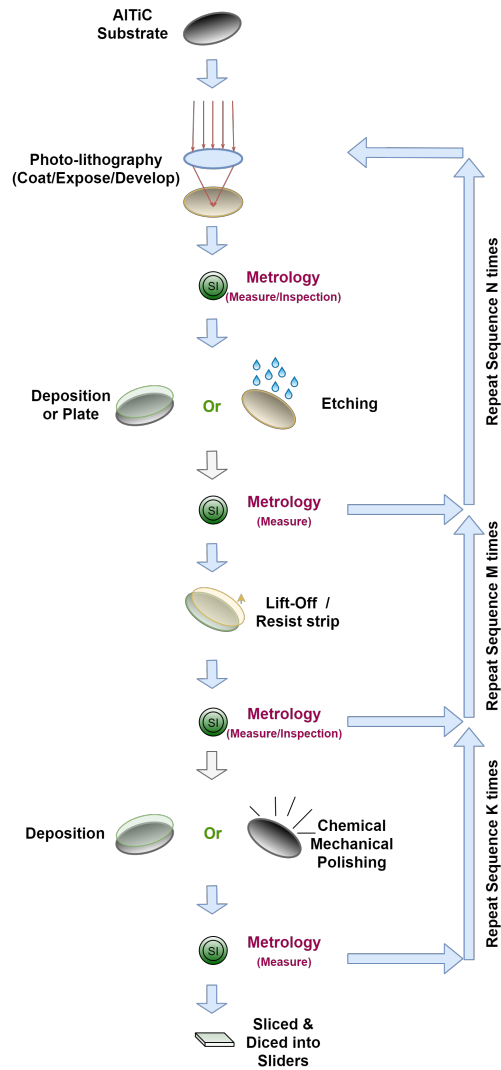 AlTiC
Substrate
Photo-lithography
(Coat/Expose/Develop)
SI
Metrology
(Measure/Inspection)
Deposition
or Plate
Or
Etching
SI
Metrology
(Measure)
Lift-Off /
Resist strip
SI
Metrology
(Measure/Inspection)
Deposition
Or
Chemical
Mechanical
Polishing
SI
Metrology
(Measure)
Sliced &
Diced into
Sliders
Repeat Sequence N times
Repeat Sequence M times
Repeat Sequence K times